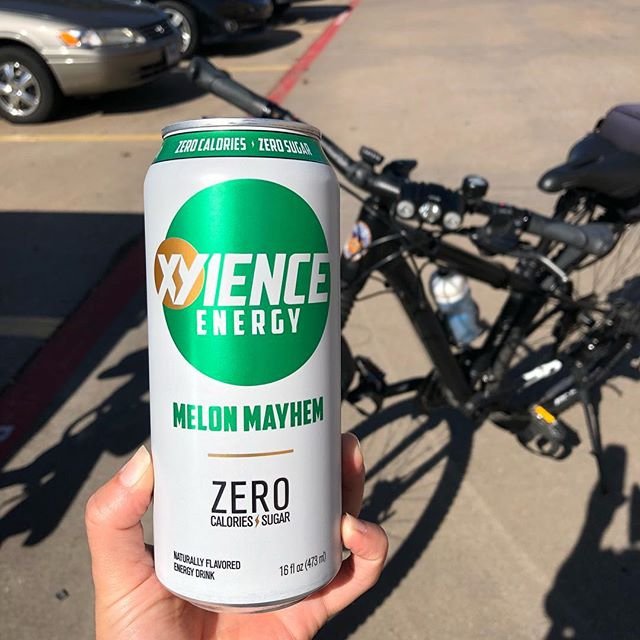 ZERO CALORIES • ZERO SUGAR
XYIENCE
ENERGY
MELON MAYHEM
ZERO
CALORIES SUGAR
NATURALLY FLAVORED
ENERGY DRINK
16 fl oz (473 ml)